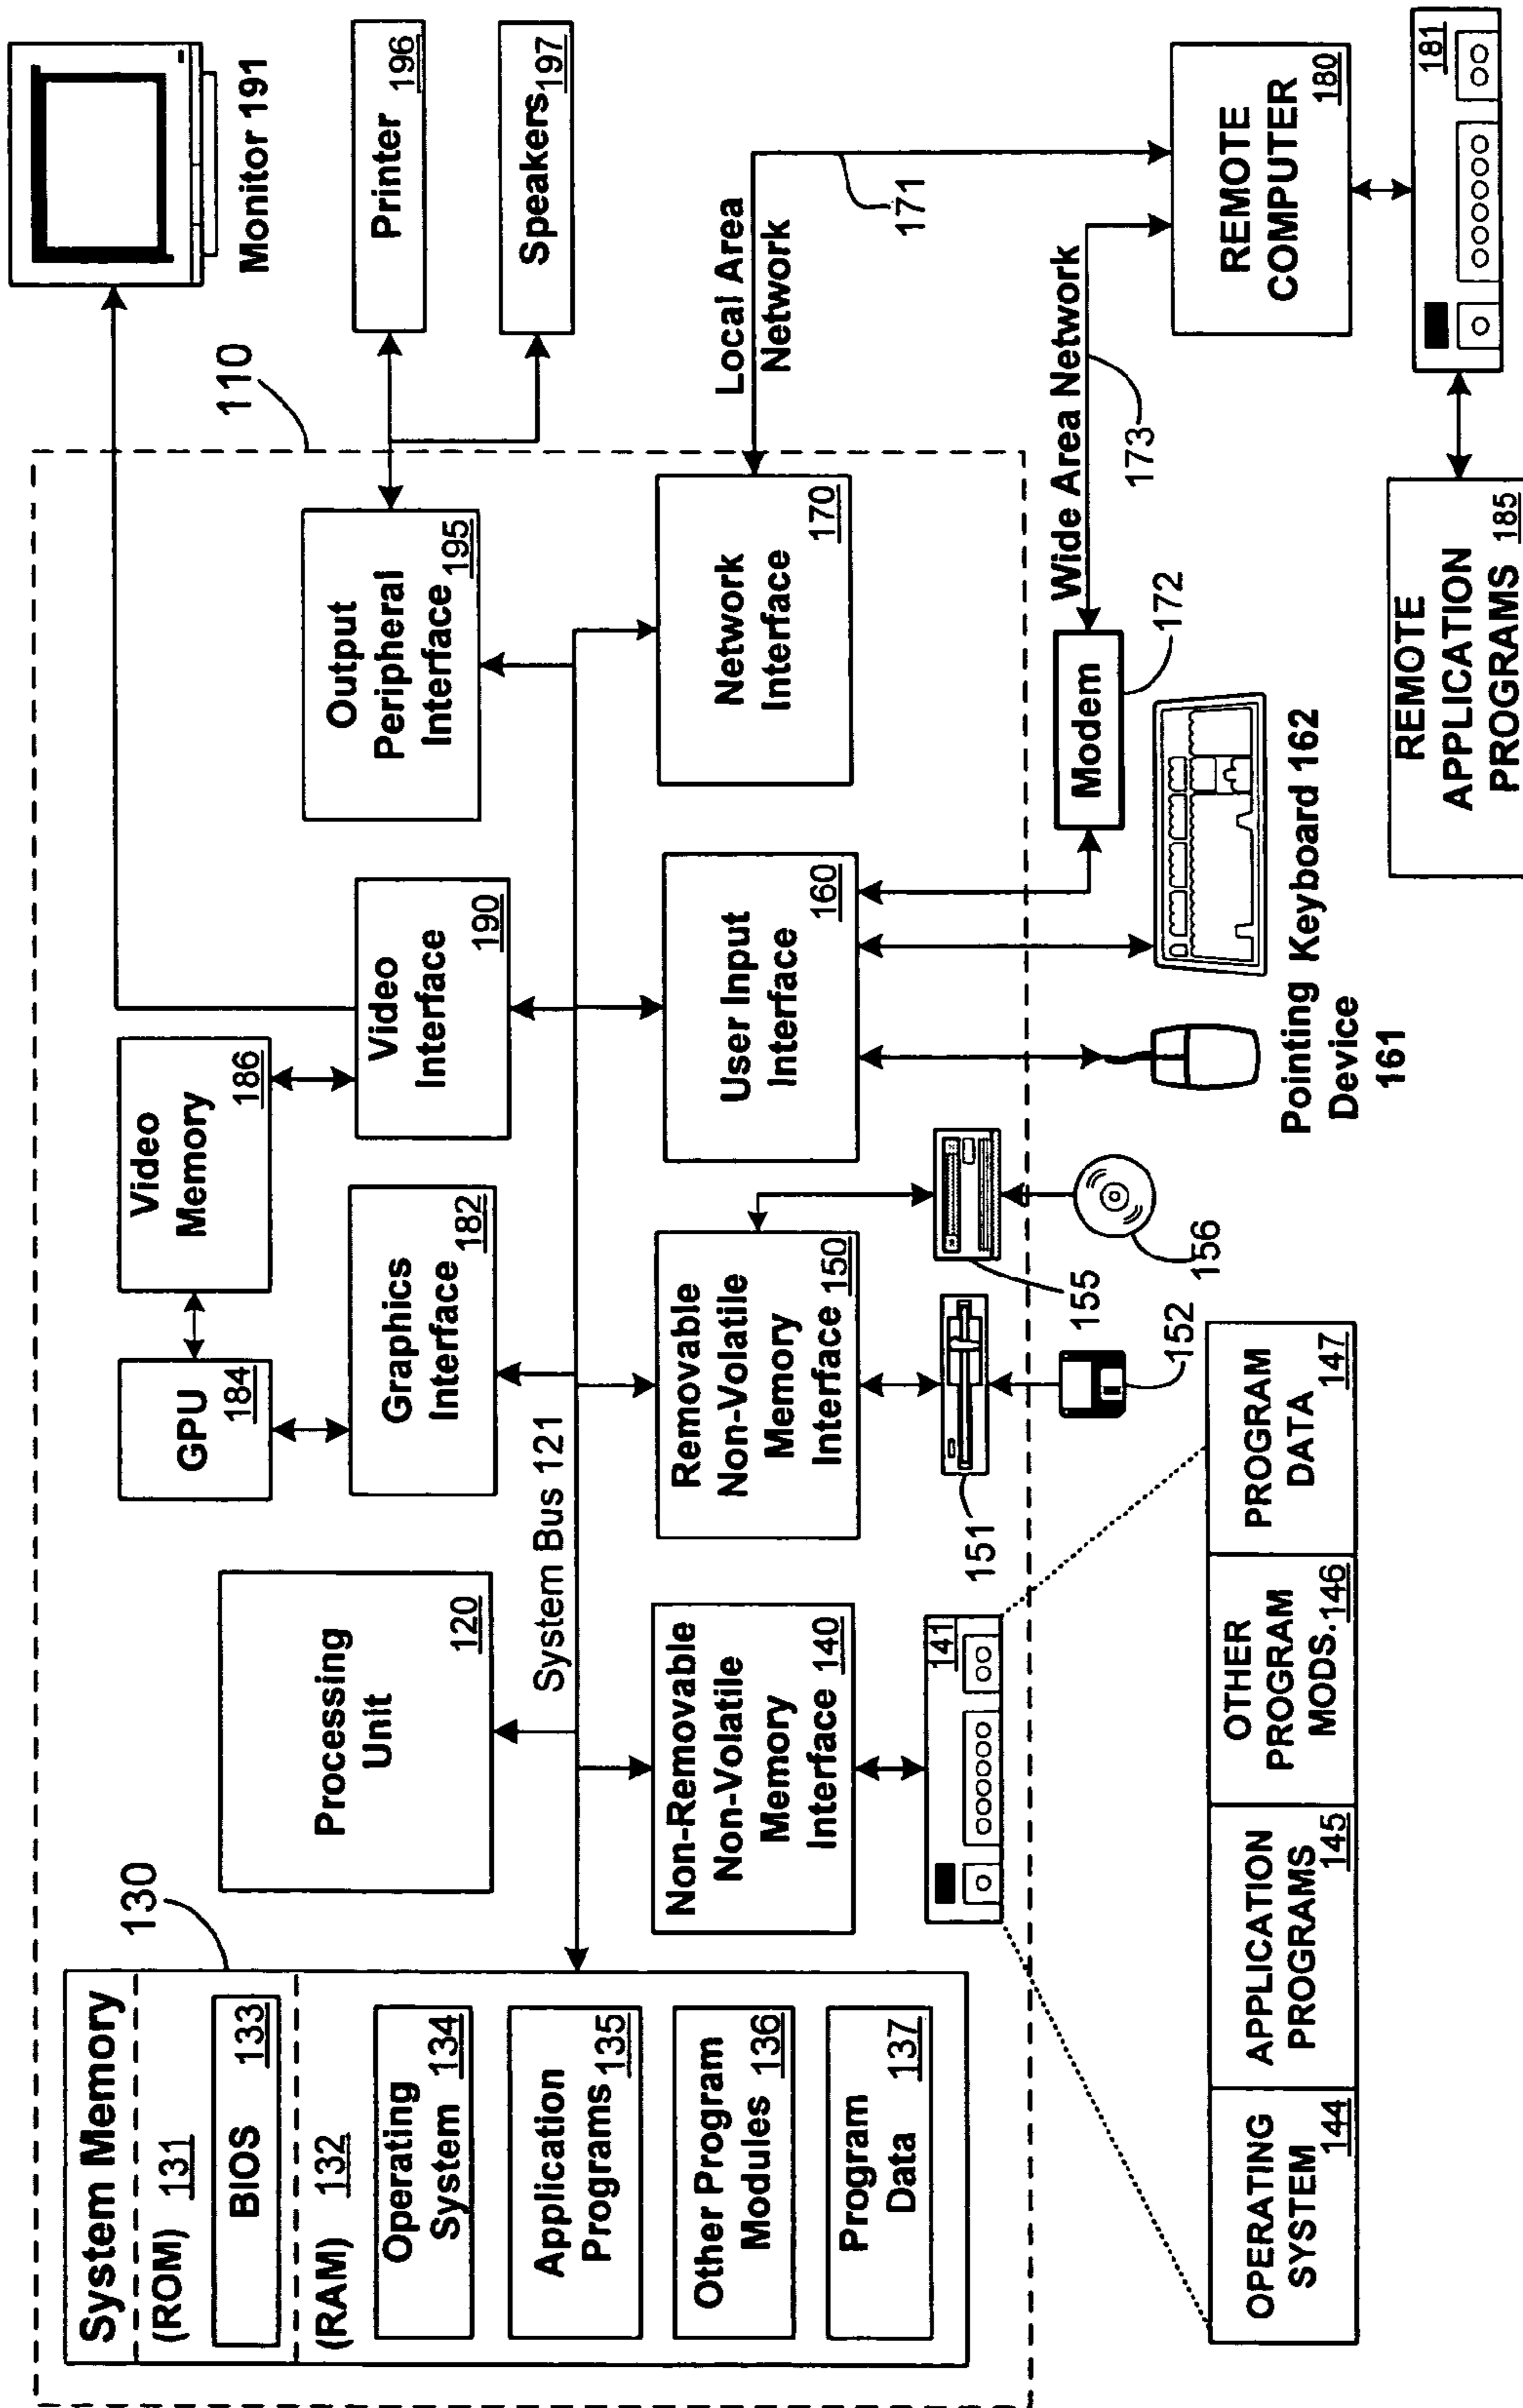 System Memory
(ROM) 131
BIOS 133
130
(RAM) 132
Operating
System 134
Application
Programs 135
Other Program
Modules 136
Program
Data 137
Processing
Unit
120
GPU
184
Video
Memory
186
Graphics
Interface
182
Video
Interface
190
Output
Peripheral
Interface 195
110
Monitor 191
Printer
196
Speakers 197
System Bus 121
Non-Removable
Non-Volatile
Memory
Interface 140
Removable
Non-Volatile
Memory
Interface 150
User Input
Interface
160
Network
Interface
170
Local Area
Network
171
141
151
152
155
156
Modem
172
Wide Area Network
173
Pointing
Device
161
Keyboard 162
REMOTE
COMPUTER
180
181
REMOTE
APPLICATION
PROGRAMS 185
OPERATING
SYSTEM
144
APPLICATION
PROGRAMS
145
OTHER
PROGRAM
MODS. 146
PROGRAM
DATA
147